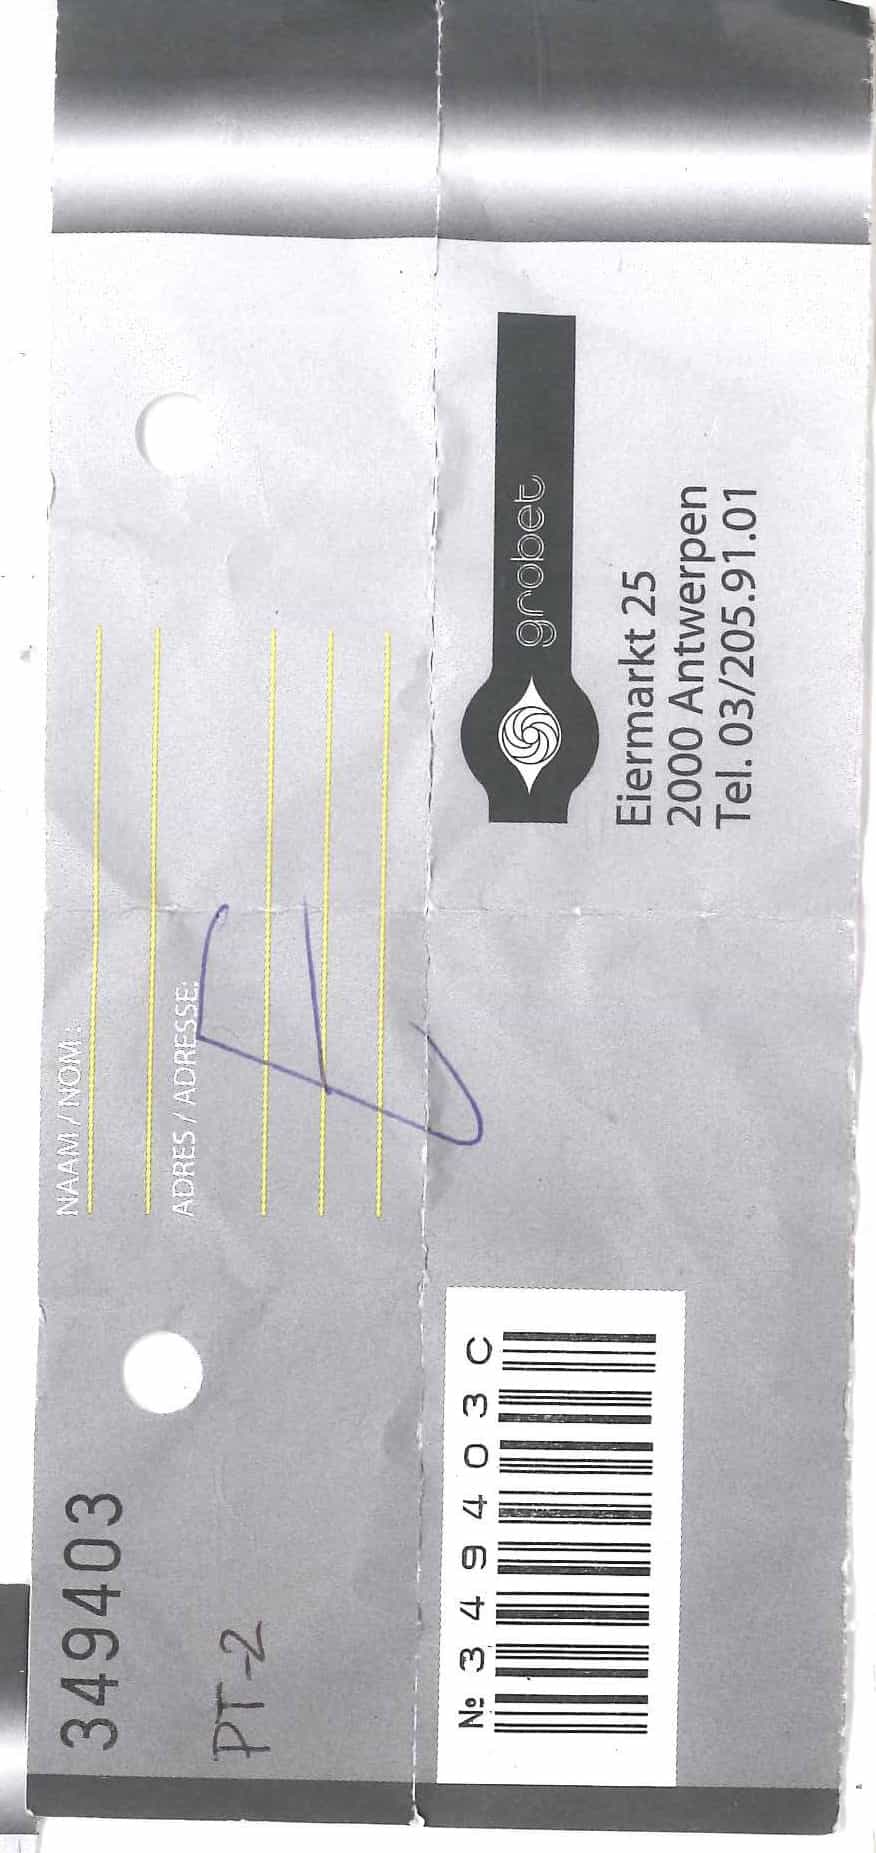 NAAM / NOM :
ADRES / ADRESSE:
349403
PT-2
grobet
Eiermarkt 25
2000 Antwerpen
Tel. 03/205.91.01
№ 349403C